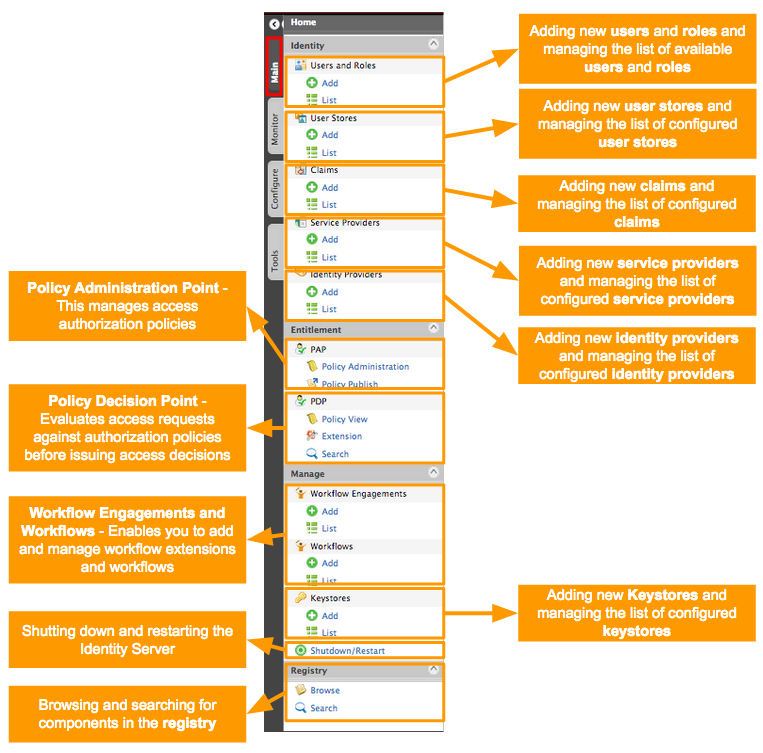 Home
Main
Monitor
Configure
Tools
Identity
Users and Roles
Add
List
User Stores
Add
List
Claims
Add
List
Service Providers
Add
List
Identity Providers
Add
List
Entitlement
PAP
Policy Administration
Policy Publish
PDP
Policy View
Extension
Search
Manage
Workflow Engagements
Add
List
Workflows
Add
List
Keystores
Add
List
Shutdown/Restart
Registry
Browse
Search
Adding new users and roles and
managing the list of available
users and roles
Adding new user stores and
managing the list of configured
user stores
Adding new claims and
managing the list of configured
claims
Adding new service providers
and managing the list of
configured service providers
Adding new identity providers
and managing the list of
configured identity providers
Adding new Keystores and
managing the list of configured
keystores
Policy Administration Point -
This manages access
authorization policies
Policy Decision Point -
Evaluates access requests
against authorization policies
before issuing access decisions
Workflow Engagements and
Workflows - Enables you to add
and manage workflow extensions
and workflows
Shutting down and restarting the
Identity Server
Browsing and searching for
components in the registry